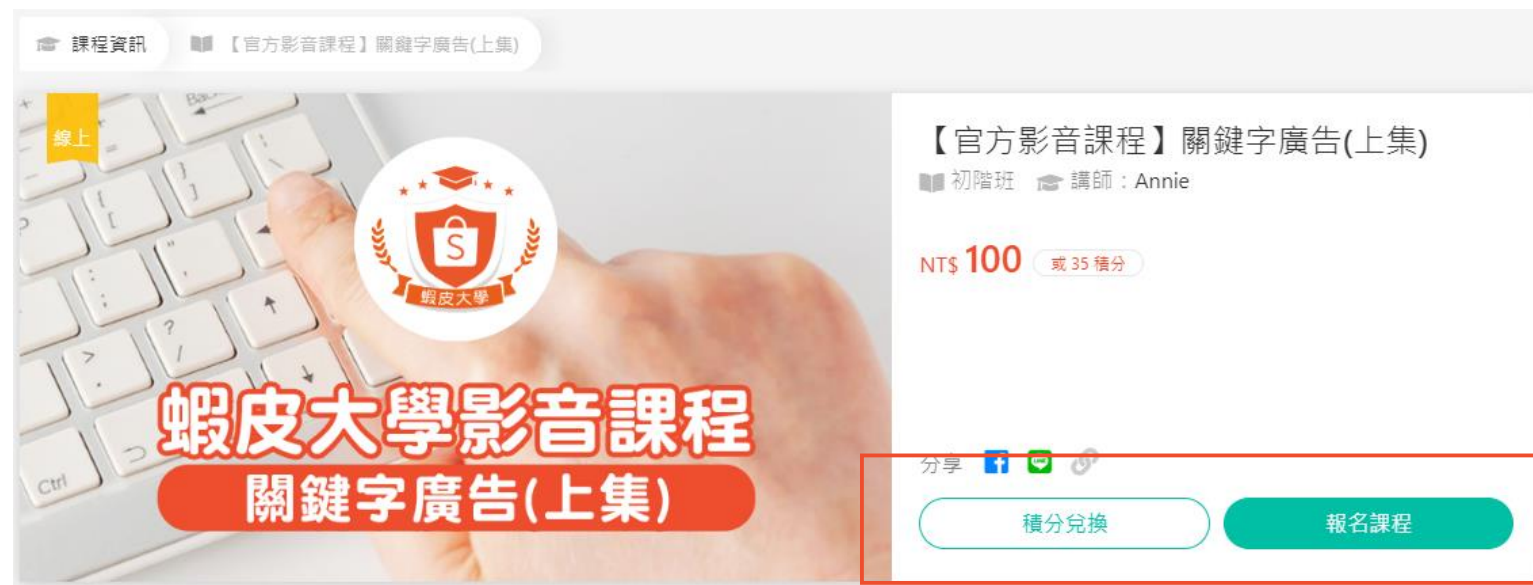 課程資訊 【官方影音課程】關鍵字廣告(上集)
線上
S
蝦皮大學
蝦皮大學影音課程
關鍵字廣告(上集)
Ctrl
【官方影音課程】關鍵字廣告(上集)
初階班 講師：Annie
NT$ 100 或 35 積分
分享
積分兌換 報名課程